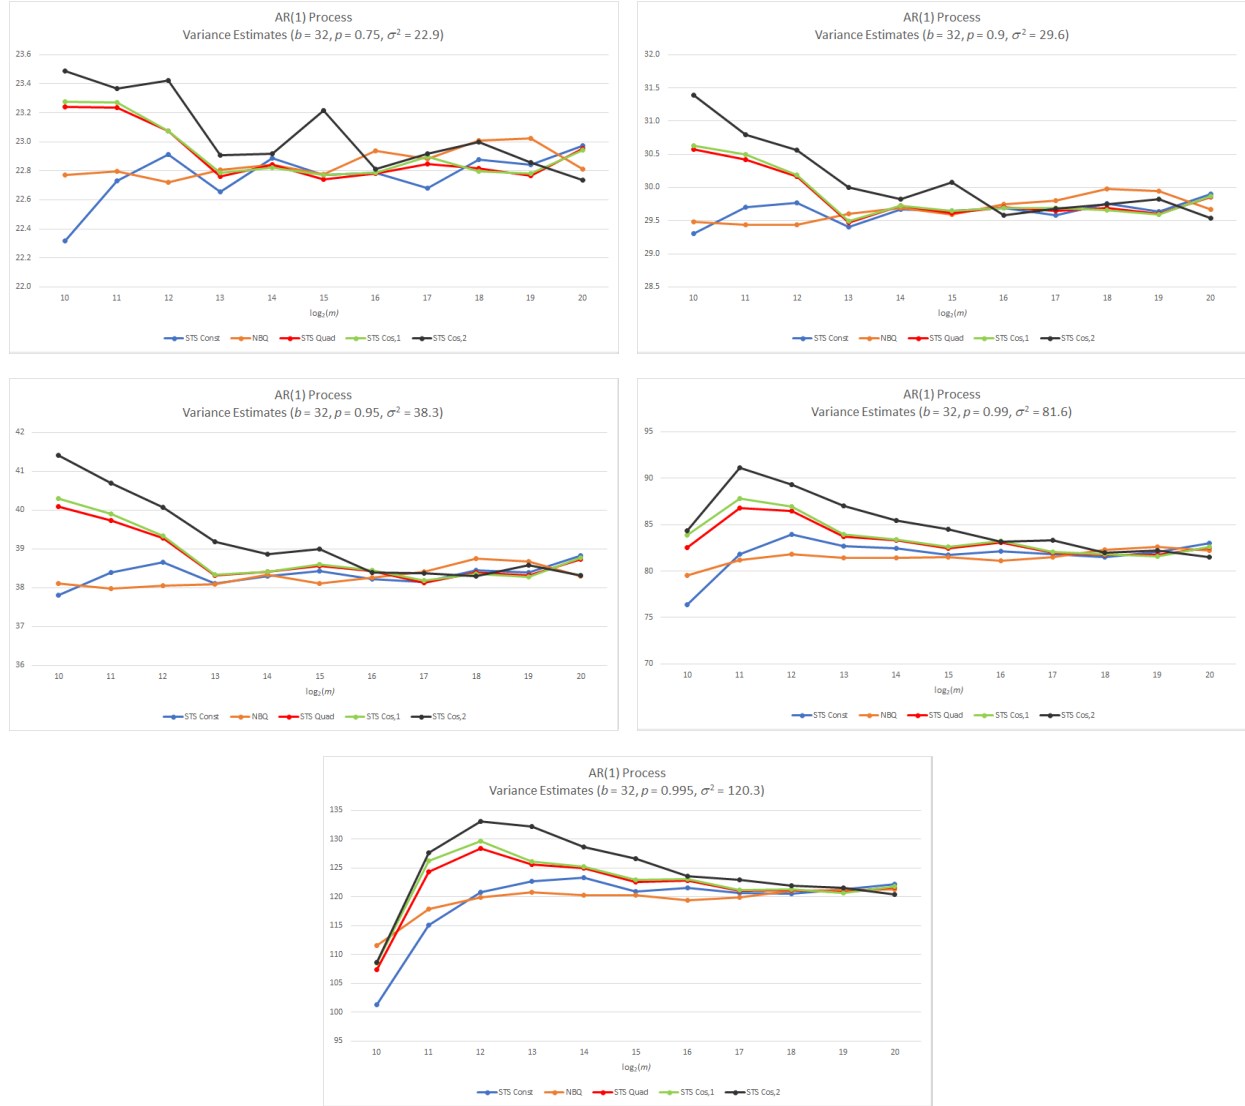 AR(1) Process
Variance Estimates (b = 32, p = 0.75, σ² = 22.9)
23.6
23.4
23.2
23.0
22.8
22.6
22.4
22.2
22.0
10 11 12 13 14 15 16 17 18 19 20
log₂(m)
STS Const NBQ STS Quad STS Cos,1 STS Cos,2
AR(1) Process
Variance Estimates (b = 32, p = 0.9, σ² = 29.6)
32.0
31.5
31.0
30.5
30.0
29.5
29.0
28.5
10 11 12 13 14 15 16 17 18 19 20
log₂(m)
STS Const NBQ STS Quad STS Cos,1 STS Cos,2
AR(1) Process
Variance Estimates (b = 32, p = 0.95, σ² = 38.3)
42
41
40
39
38
37
36
10 11 12 13 14 15 16 17 18 19 20
log₂(m)
STS Const NBQ STS Quad STS Cos,1 STS Cos,2
AR(1) Process
Variance Estimates (b = 32, p = 0.99, σ² = 81.6)
95
90
85
80
75
70
10 11 12 13 14 15 16 17 18 19 20
log₂(m)
STS Const NBQ STS Quad STS Cos,1 STS Cos,2
AR(1) Process
Variance Estimates (b = 32, p = 0.995, σ² = 120.3)
135
130
125
120
115
110
105
100
95
10 11 12 13 14 15 16 17 18 19 20
log₂(m)
STS Const NBQ STS Quad STS Cos,1 STS Cos,2